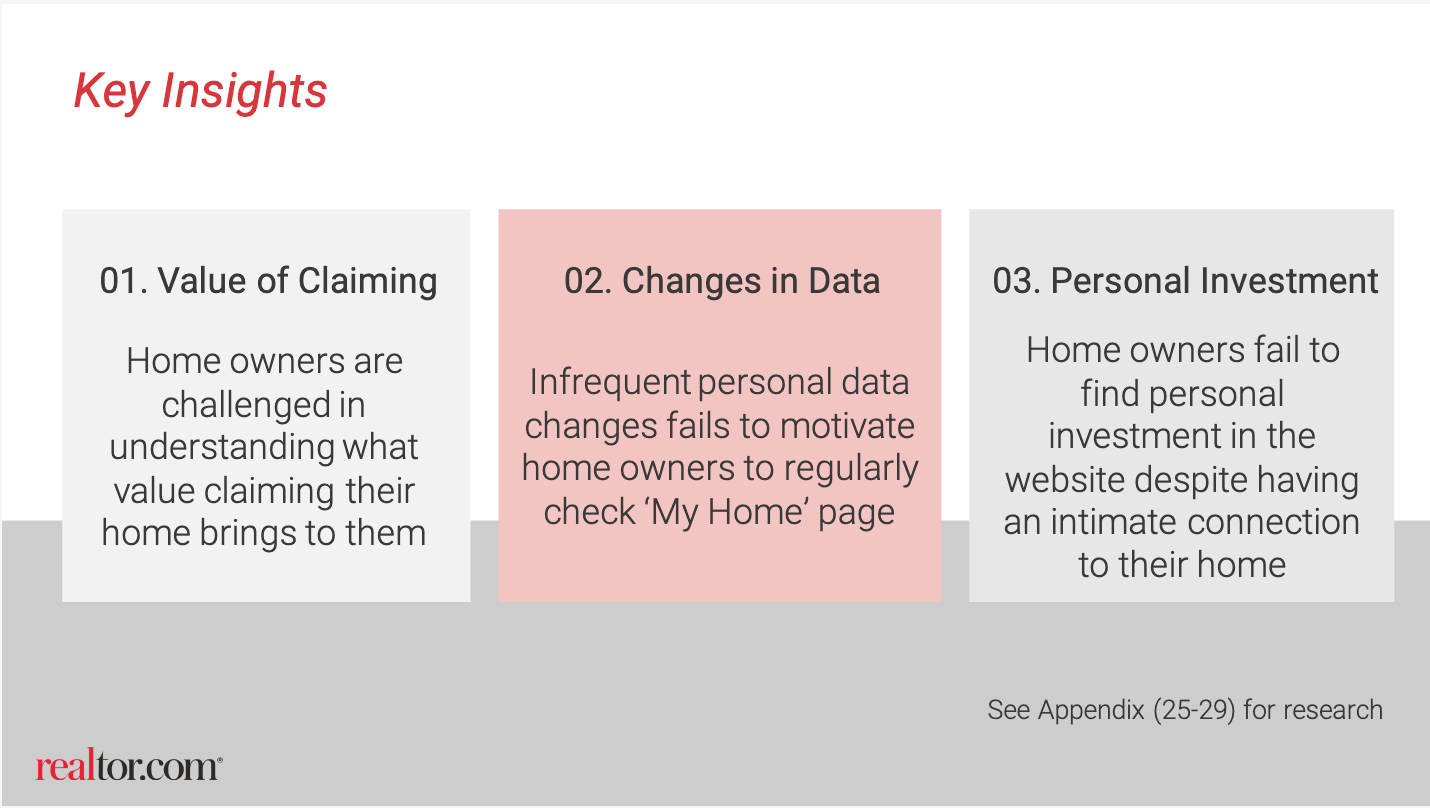 Key Insights
01. Value of Claiming
Home owners are
challenged in
understanding what
value claiming their
home brings to them
02. Changes in Data
Infrequent personal data
changes fails to motivate
home owners to regularly
check ‘My Home’ page
03. Personal Investment
Home owners fail to
find personal
investment in the
website despite having
an intimate connection
to their home
See Appendix (25-29) for research
realtor.com®